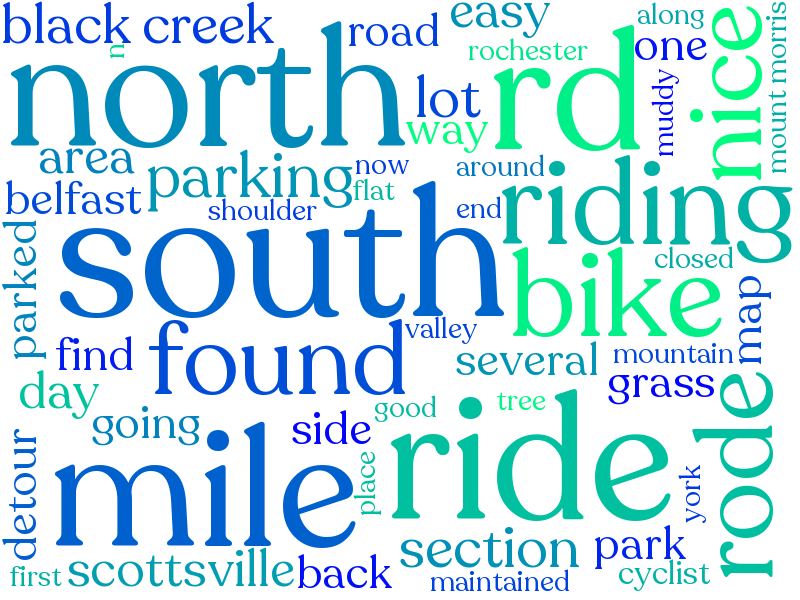 black creek
road
easy
along
mount morris
n
rochester
one
nice
north
lot
rd
muddy
way
area
parking
now
flat
around
riding
belfast
shoulder
end
parked
south
closed
bike
map
find
found
valley
several
mountain
day
grass
rode
going
side
good
tree
detour
mile
place
ride
york
first
scottsville
back
section
maintained
park
cyclist